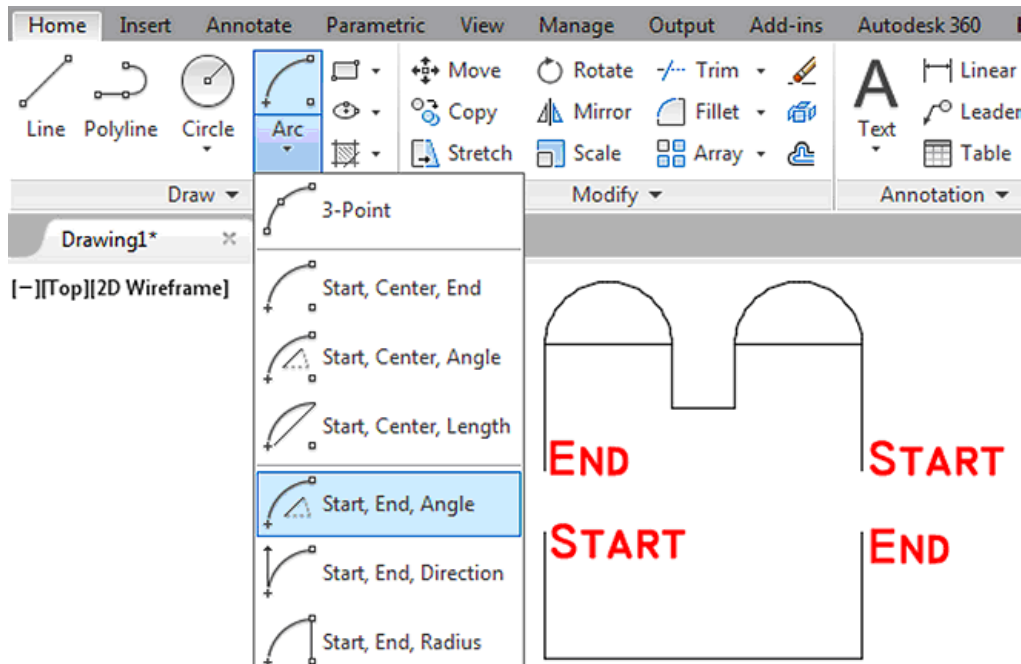 Home Insert Annotate Parametric View Manage Output Add-ins Autodesk 360
Move Rotate Trim Linear
Copy Mirror Fillet Leader
Line Polyline Circle Arc Text
Stretch Scale Array Table
Draw Modify Annotation
3-Point
Drawing1*
[−][Top][2D Wireframe]
Start, Center, End
Start, Center, Angle
Start, Center, Length
END START
Start, End, Angle
START END
Start, End, Direction
Start, End, Radius